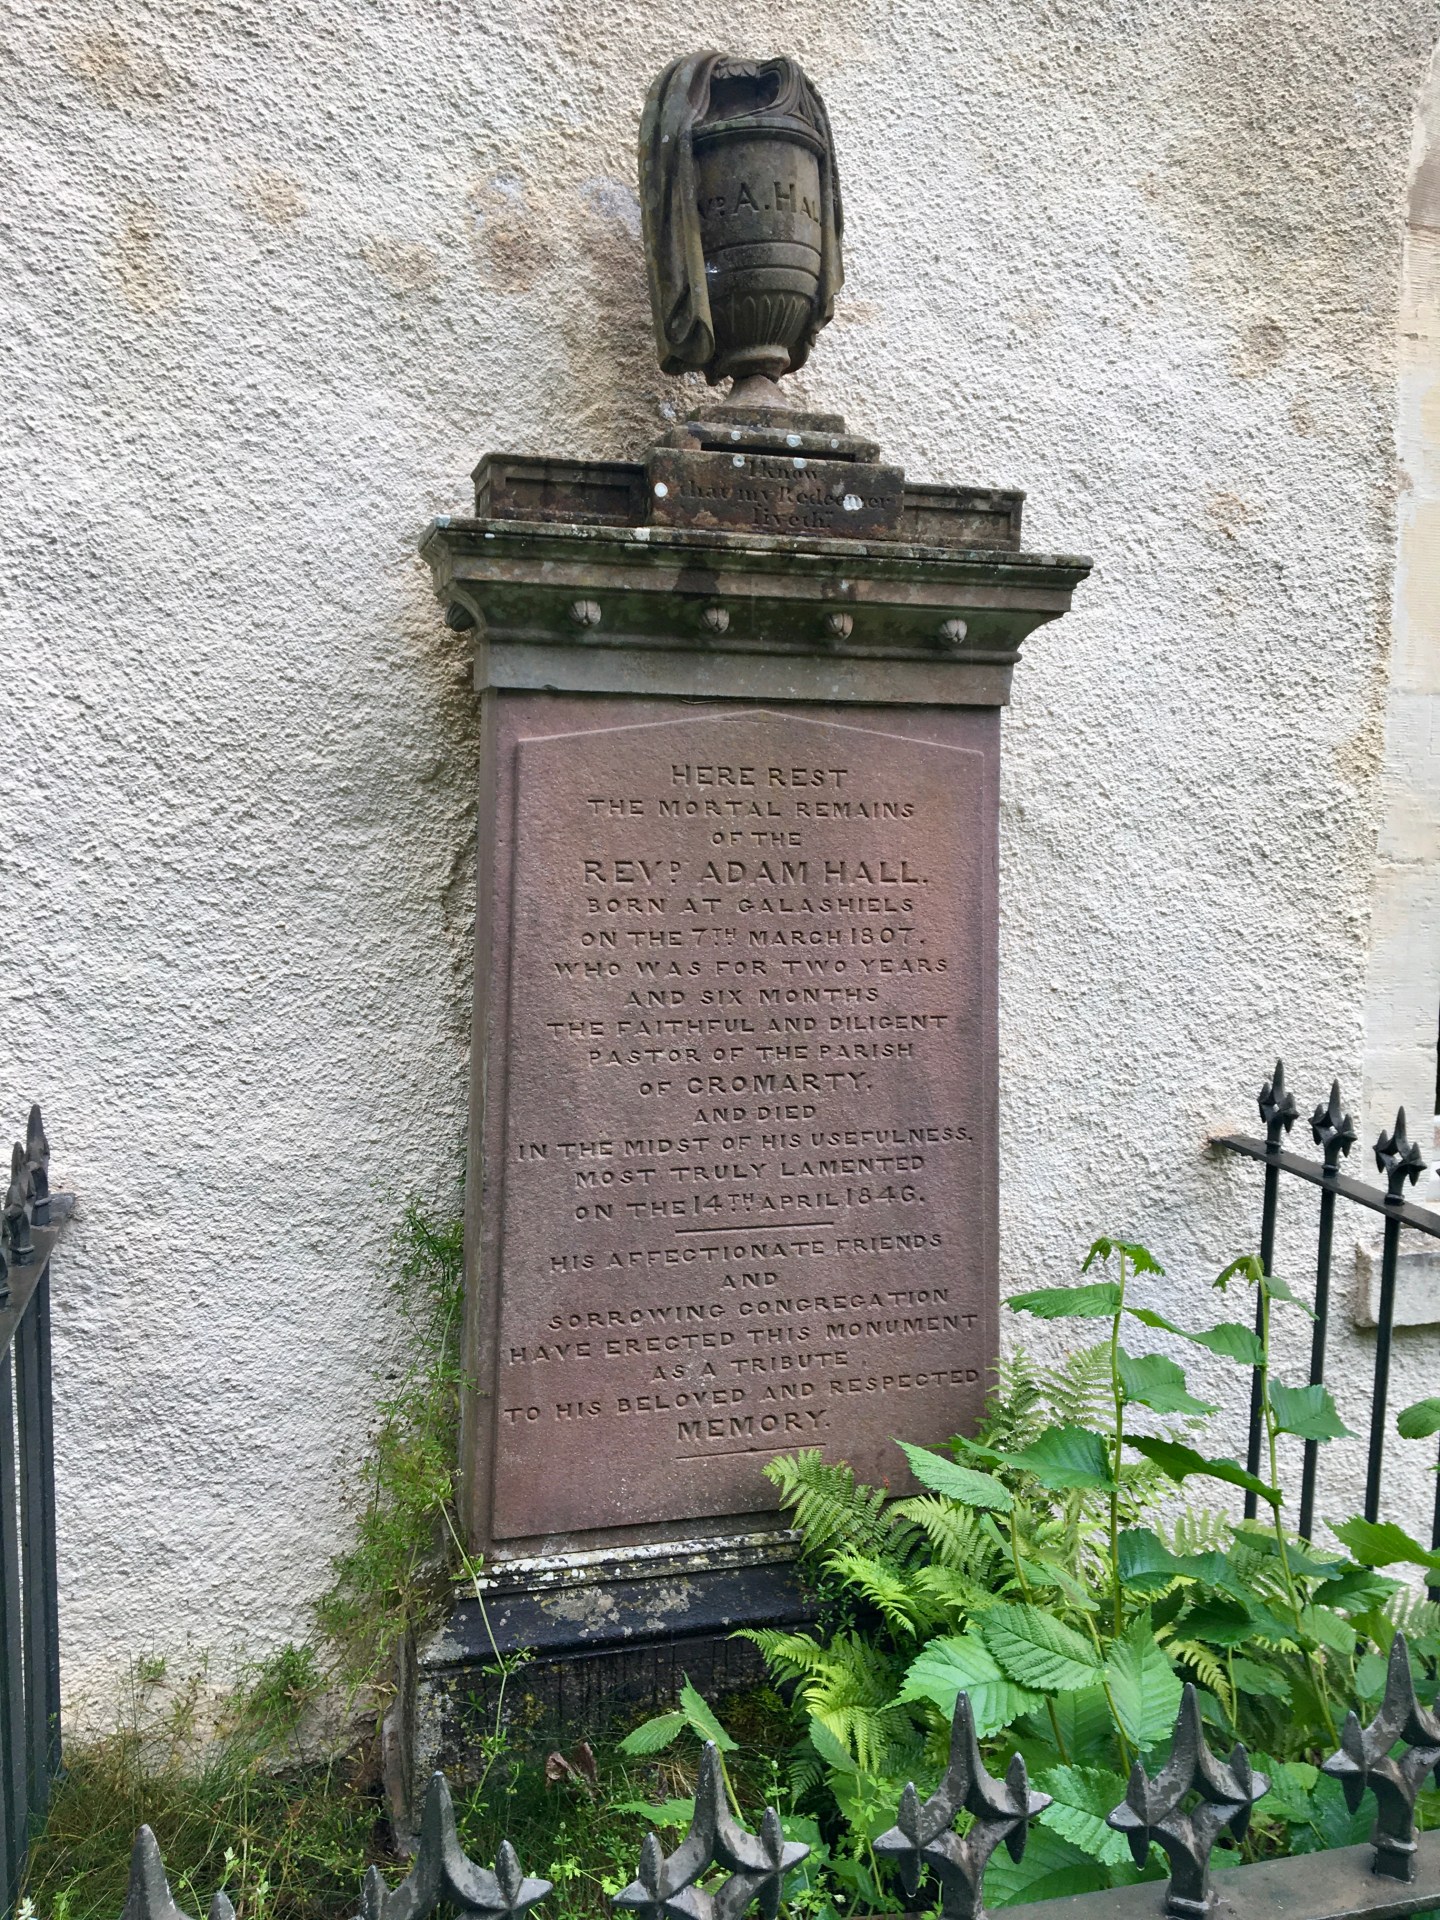 Vᴅ. A. HAL
I know
that my Redeemer
liveth.
HERE REST
THE MORTAL REMAINS
OF THE
REVᴰ. ADAM HALL.
BORN AT GALASHIELS
ON THE 7TH MARCH 1807.
WHO WAS FOR TWO YEARS
AND SIX MONTHS
THE FAITHFUL AND DILIGENT
PASTOR OF THE PARISH
OF CROMARTY.
AND DIED
IN THE MIDST OF HIS USEFULNESS.
MOST TRULY LAMENTED
ON THE 14TH APRIL 1846.
HIS AFFECTIONATE FRIENDS
AND
SORROWING CONGREGATION
HAVE ERECTED THIS MONUMENT
AS A TRIBUTE
TO HIS BELOVED AND RESPECTED
MEMORY.